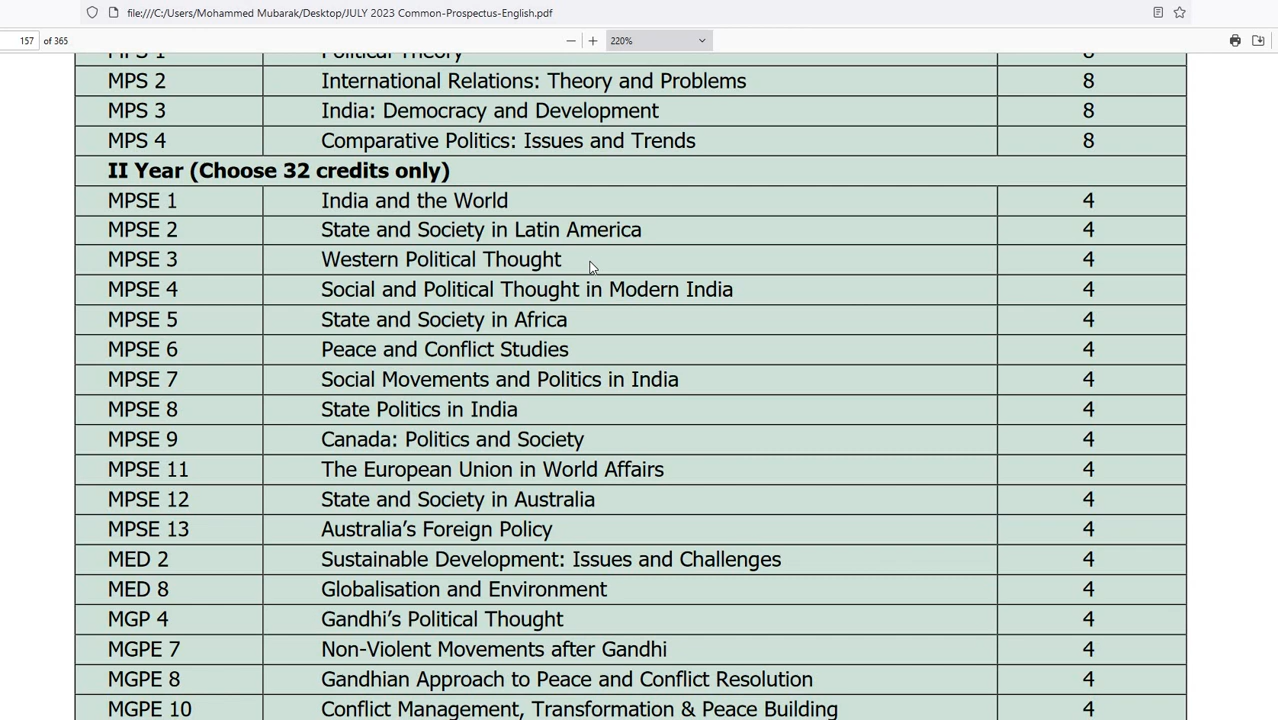 file:///C:/Users/Mohammed Mubarak/Desktop/JULY 2023 Common-Prospectus-English.pdf
157 of 365 220%
MPS 1 Political Theory 8
MPS 2 International Relations: Theory and Problems 8
MPS 3 India: Democracy and Development 8
MPS 4 Comparative Politics: Issues and Trends 8
II Year (Choose 32 credits only)
MPSE 1 India and the World 4
MPSE 2 State and Society in Latin America 4
MPSE 3 Western Political Thought 4
MPSE 4 Social and Political Thought in Modern India 4
MPSE 5 State and Society in Africa 4
MPSE 6 Peace and Conflict Studies 4
MPSE 7 Social Movements and Politics in India 4
MPSE 8 State Politics in India 4
MPSE 9 Canada: Politics and Society 4
MPSE 11 The European Union in World Affairs 4
MPSE 12 State and Society in Australia 4
MPSE 13 Australia’s Foreign Policy 4
MED 2 Sustainable Development: Issues and Challenges 4
MED 8 Globalisation and Environment 4
MGP 4 Gandhi’s Political Thought 4
MGPE 7 Non-Violent Movements after Gandhi 4
MGPE 8 Gandhian Approach to Peace and Conflict Resolution 4
MGPE 10 Conflict Management, Transformation & Peace Building 4